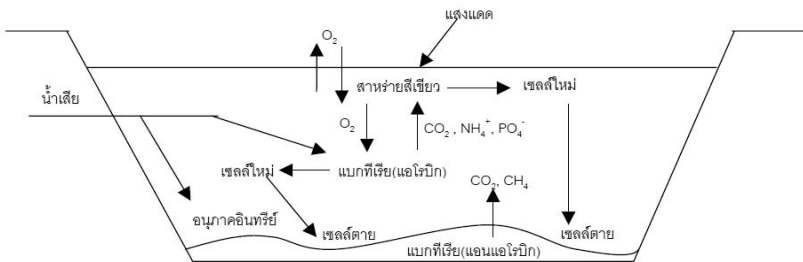 แสงแดด
O2
สาหร่ายสีเขียว
เซลล์ใหม่
น้ำเสีย
O2
CO2 , NH4+, PO4-
เซลล์ใหม่
แบกทีเรีย(แอโรบิก)
CO2, CH4
อนุภาคอินทรีย์
เซลล์ตาย
เซลล์ตาย
แบกทีเรีย(แอนแอโรบิก)